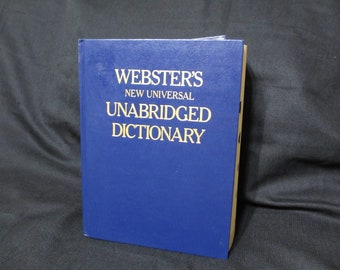 WEBSTER'S
NEW UNIVERSAL
UNABRIDGED
DICTIONARY